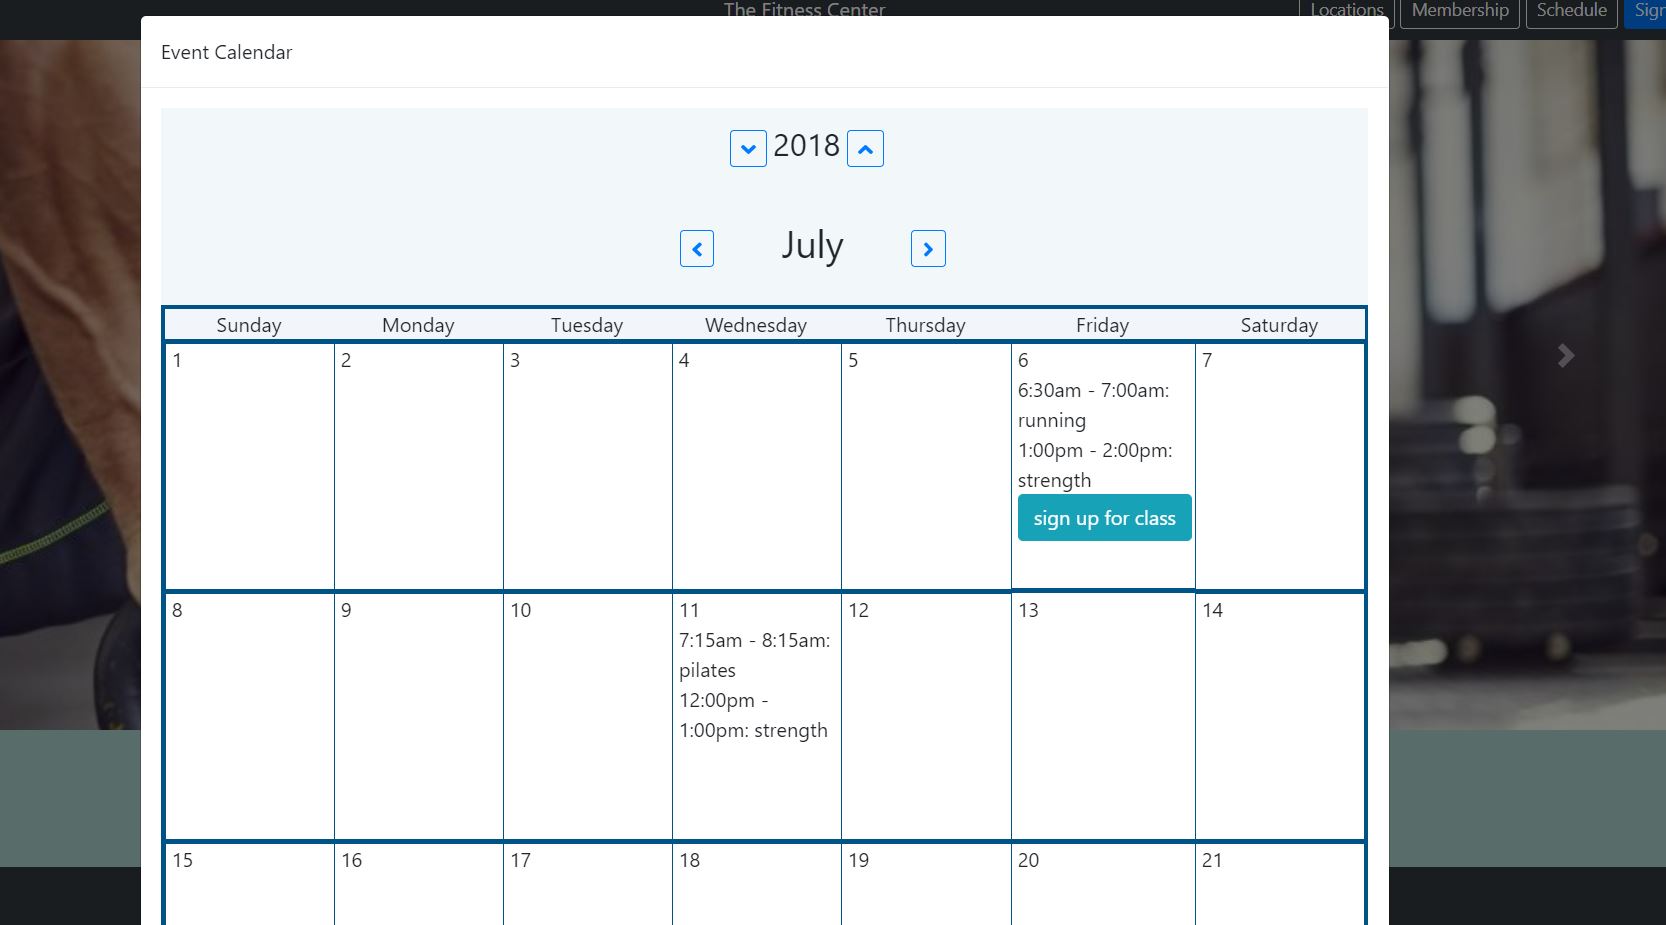 The Fitness Center
Locations
Membership
Schedule
Event Calendar
2018
July
Sunday Monday Tuesday Wednesday Thursday Friday Saturday
1 2 3 4 5 6 7
6:30am - 7:00am:
running
1:00pm - 2:00pm:
strength
sign up for class
8 9 10 11 12 13 14
7:15am - 8:15am:
pilates
12:00pm -
1:00pm: strength
15 16 17 18 19 20 21